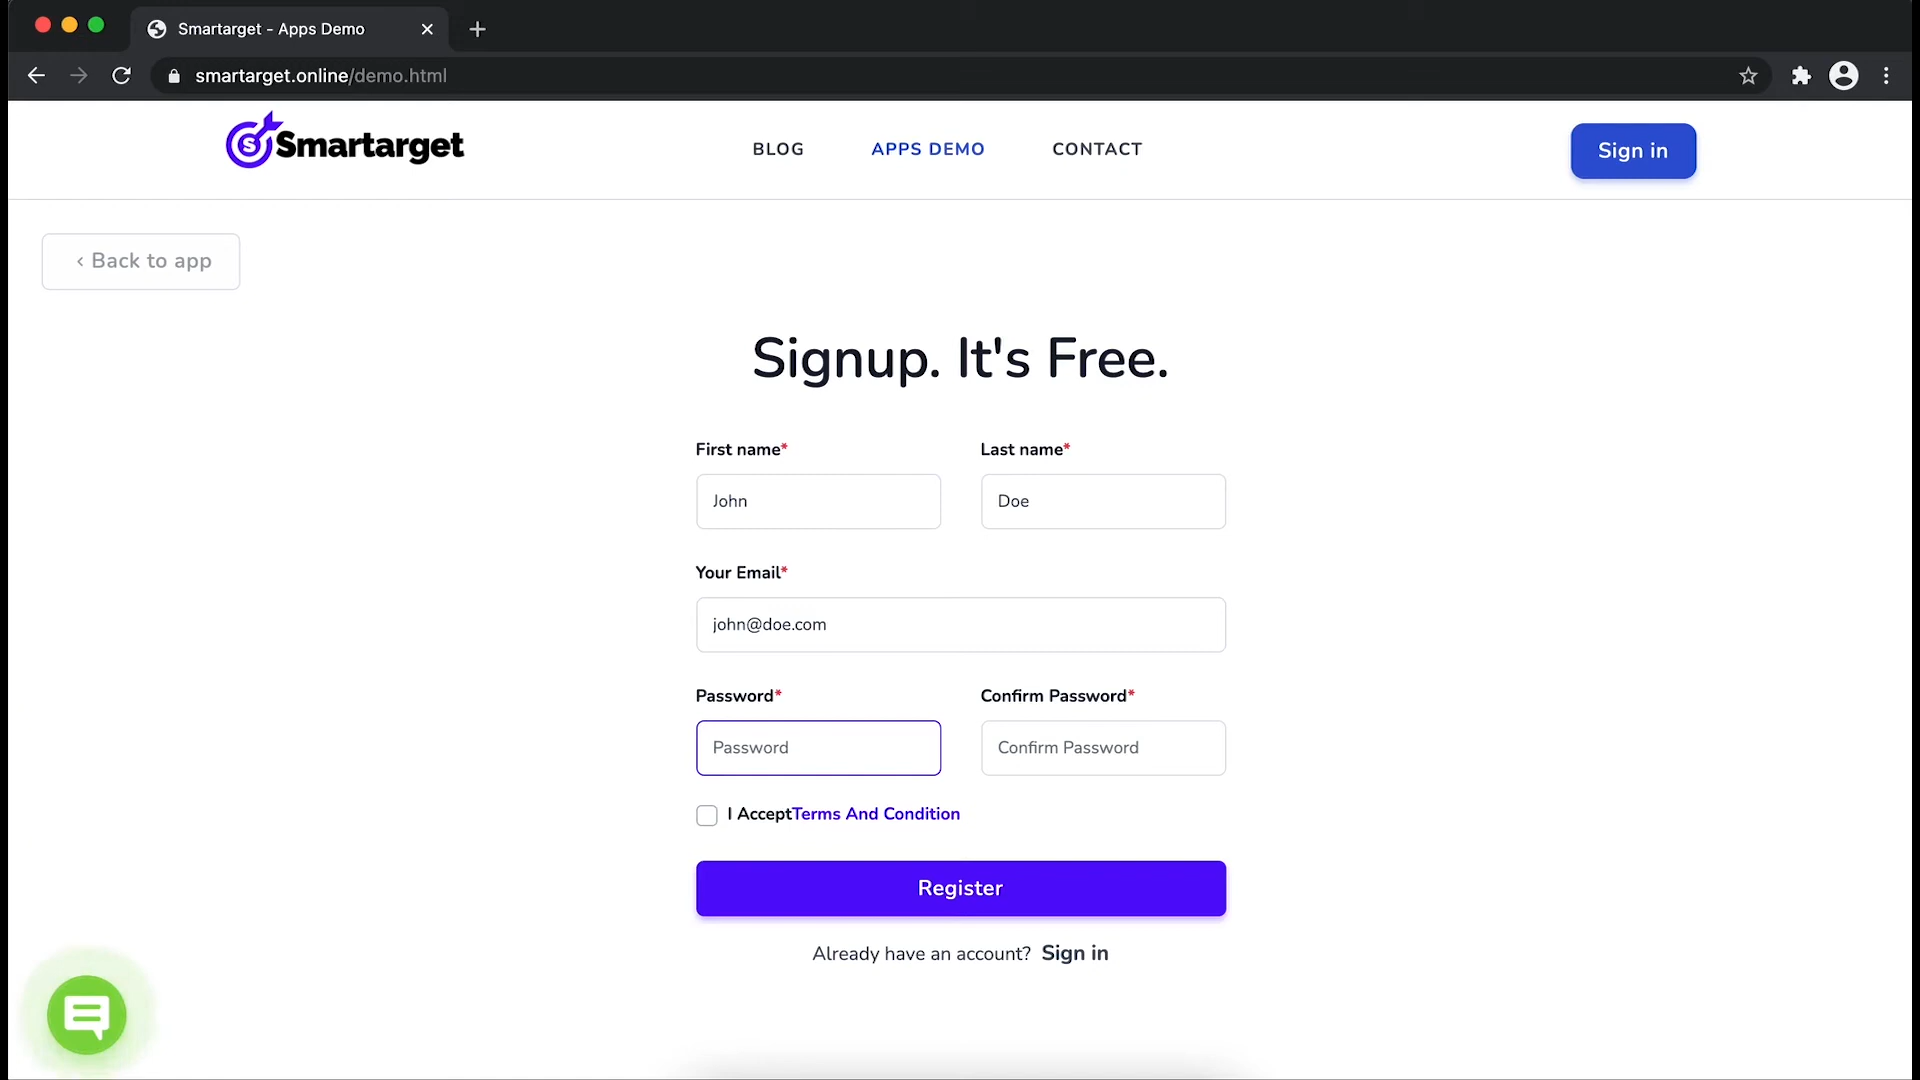 Smartarget - Apps Demo
smartarget.online/demo.html
Smartarget
BLOG
APPS DEMO
CONTACT
Sign in
‹ Back to app
Signup. It's Free.
First name*
Last name*
John
Doe
Your Email*
john@doe.com
Password*
Confirm Password*
Password
Confirm Password
I AcceptTerms And Condition
Register
Already have an account? Sign in